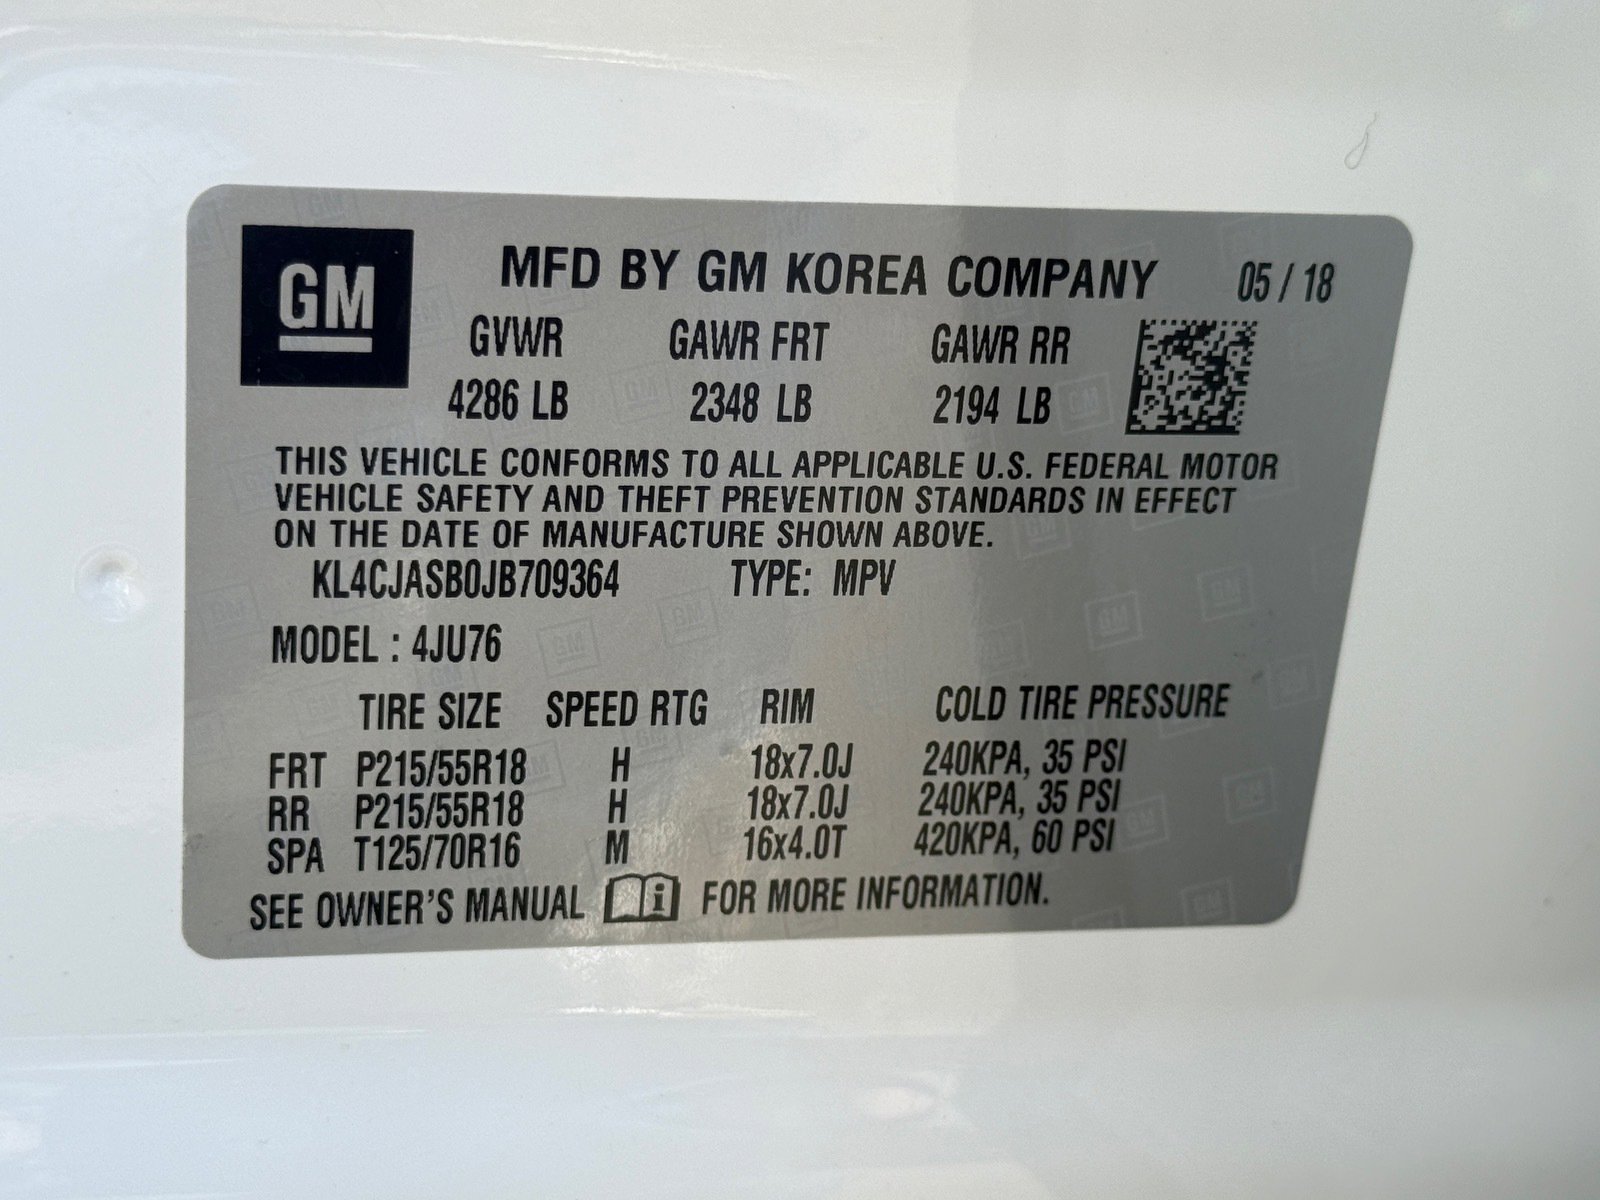 GM
MFD BY GM KOREA COMPANY 05 / 18
GVWR GAWR FRT GAWR RR
4286 LB 2348 LB 2194 LB
THIS VEHICLE CONFORMS TO ALL APPLICABLE U.S. FEDERAL MOTOR
VEHICLE SAFETY AND THEFT PREVENTION STANDARDS IN EFFECT
ON THE DATE OF MANUFACTURE SHOWN ABOVE.
KL4CJASB0JB709364 TYPE: MPV
MODEL : 4JU76
TIRE SIZE SPEED RTG RIM COLD TIRE PRESSURE
FRT P215/55R18 H 18x7.0J 240KPA, 35 PSI
RR P215/55R18 H 18x7.0J 240KPA, 35 PSI
SPA T125/70R16 M 16x4.0T 420KPA, 60 PSI
SEE OWNER'S MANUAL i FOR MORE INFORMATION.